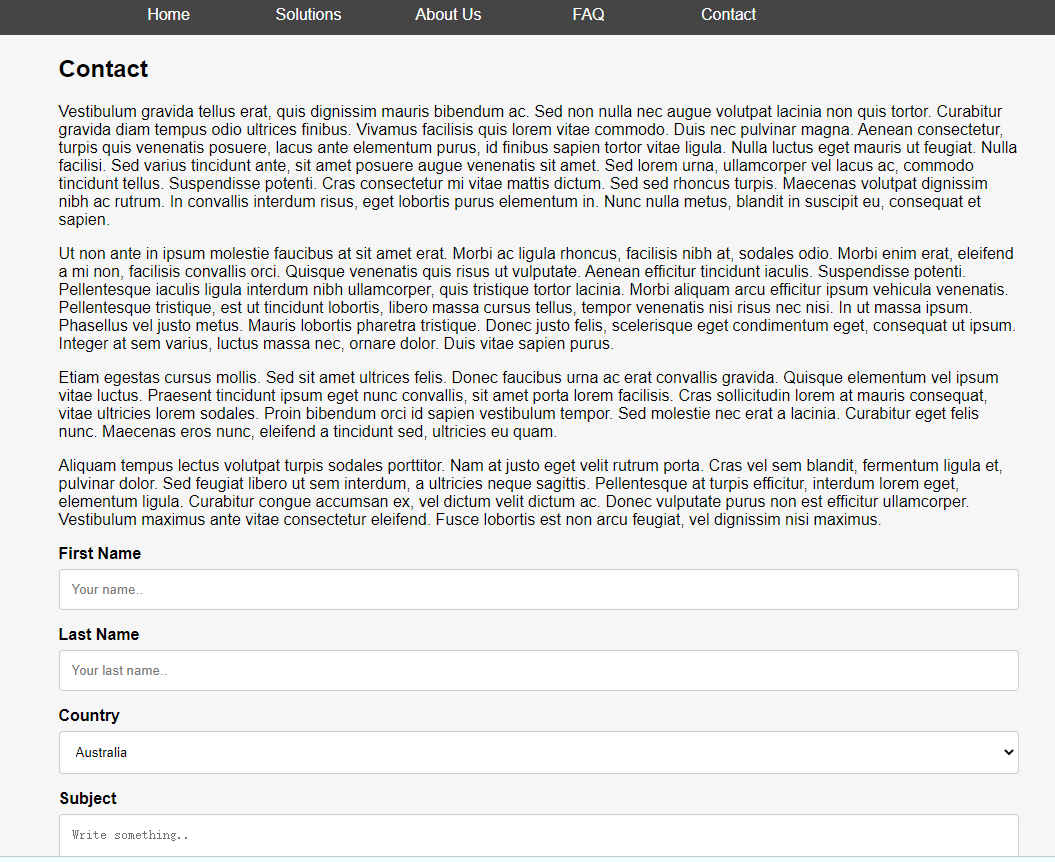 Home Solutions About Us FAQ Contact
Contact
Vestibulum gravida tellus erat, quis dignissim mauris bibendum ac. Sed non nulla nec augue volutpat lacinia non quis tortor. Curabitur
gravida diam tempus odio ultrices finibus. Vivamus facilisis quis lorem vitae commodo. Duis nec pulvinar magna. Aenean consectetur,
turpis quis venenatis posuere, lacus ante elementum purus, id finibus sapien tortor vitae ligula. Nulla luctus eget mauris ut feugiat. Nulla
facilisi. Sed varius tincidunt ante, sit amet posuere augue venenatis sit amet. Sed lorem urna, ullamcorper vel lacus ac, commodo
tincidunt tellus. Suspendisse potenti. Cras consectetur mi vitae mattis dictum. Sed sed rhoncus turpis. Maecenas volutpat dignissim
nibh ac rutrum. In convallis interdum risus, eget lobortis purus elementum in. Nunc nulla metus, blandit in suscipit eu, consequat et
sapien.
Ut non ante in ipsum molestie faucibus at sit amet erat. Morbi ac ligula rhoncus, facilisis nibh at, sodales odio. Morbi enim erat, eleifend
a mi non, facilisis convallis orci. Quisque venenatis quis risus ut vulputate. Aenean efficitur tincidunt iaculis. Suspendisse potenti.
Pellentesque iaculis ligula interdum nibh ullamcorper, quis tristique tortor lacinia. Morbi aliquam arcu efficitur ipsum vehicula venenatis.
Pellentesque tristique, est ut tincidunt lobortis, libero massa cursus tellus, tempor venenatis nisi risus nec nisi. In ut massa ipsum.
Phasellus vel justo metus. Mauris lobortis pharetra tristique. Donec justo felis, scelerisque eget condimentum eget, consequat ut ipsum.
Integer at sem varius, luctus massa nec, ornare dolor. Duis vitae sapien purus.
Etiam egestas cursus mollis. Sed sit amet ultrices felis. Donec faucibus urna ac erat convallis gravida. Quisque elementum vel ipsum
vitae luctus. Praesent tincidunt ipsum eget nunc convallis, sit amet porta lorem facilisis. Cras sollicitudin lorem at mauris consequat,
vitae ultricies lorem sodales. Proin bibendum orci id sapien vestibulum tempor. Sed molestie nec erat a lacinia. Curabitur eget felis
nunc. Maecenas eros nunc, eleifend a tincidunt sed, ultricies eu quam.
Aliquam tempus lectus volutpat turpis sodales porttitor. Nam at justo eget velit rutrum porta. Cras vel sem blandit, fermentum ligula et,
pulvinar dolor. Sed feugiat libero ut sem interdum, a ultricies neque sagittis. Pellentesque at turpis efficitur, interdum lorem eget,
elementum ligula. Curabitur congue accumsan ex, vel dictum velit dictum ac. Donec vulputate purus non est efficitur ullamcorper.
Vestibulum maximus ante vitae consectetur eleifend. Fusce lobortis est non arcu feugiat, vel dignissim nisi maximus.
First Name
Your name..
Last Name
Your last name..
Country
Australia
Subject
Write something..